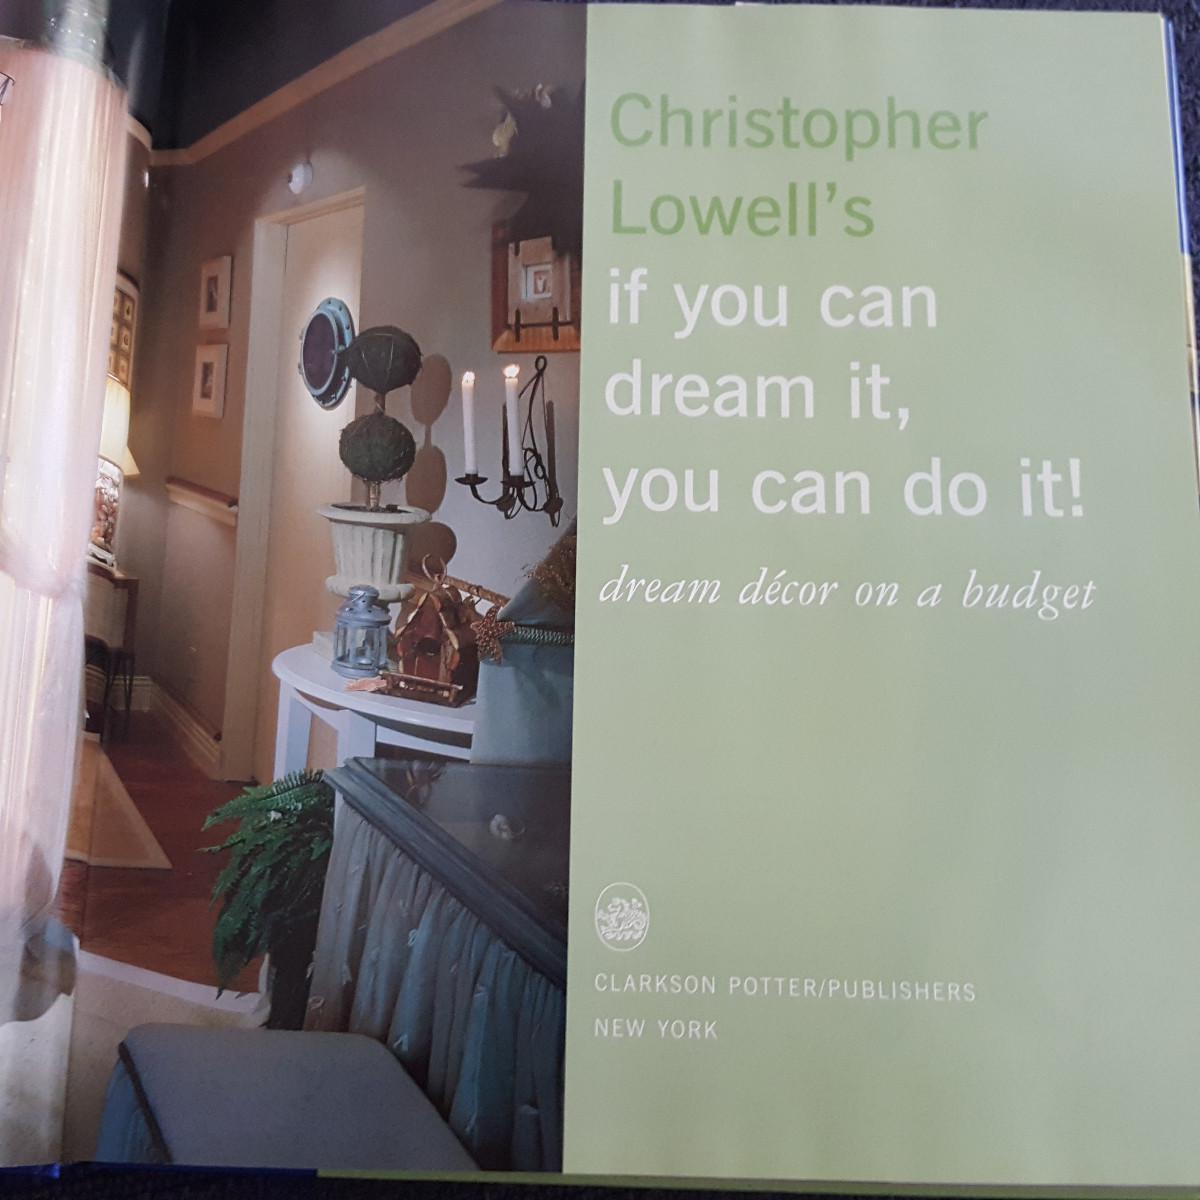 Christopher
Lowell's
if you can
dream it,
you can do it!
dream décor on a budget
CLARKSON POTTER/PUBLISHERS
NEW YORK